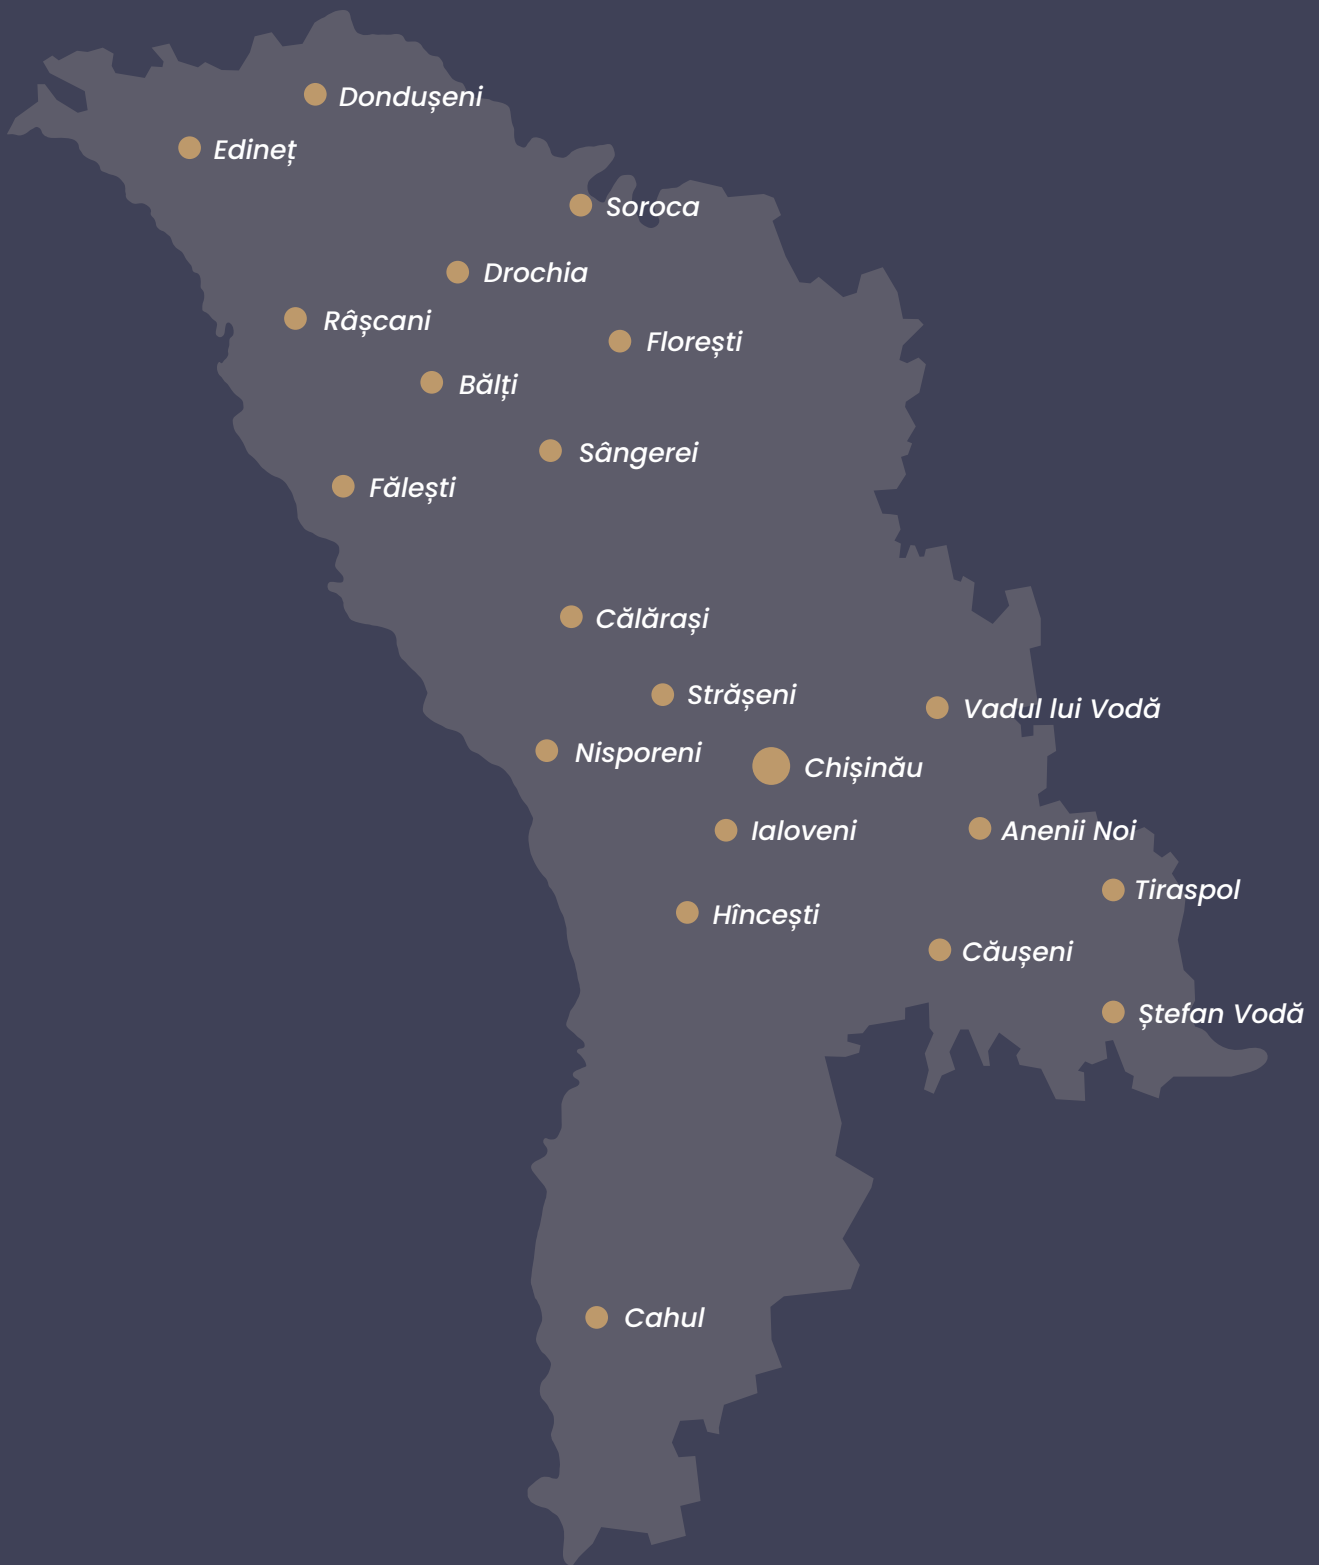 Dondușeni
Edineț
Soroca
Drochia
Râșcani
Florești
Bălți
Sângerei
Fălești
Călărași
Strășeni
Vadul lui Vodă
Nisporeni
Chișinău
Ialoveni
Anenii Noi
Tiraspol
Hîncești
Căușeni
Ștefan Vodă
Cahul